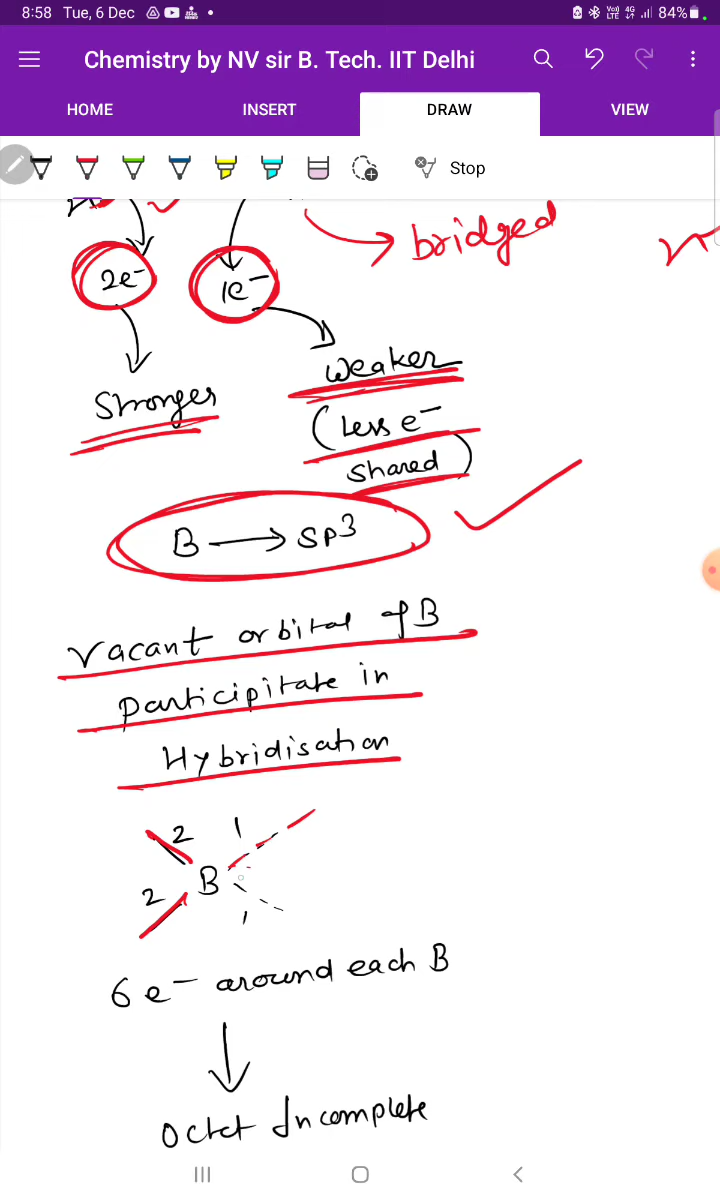 8:58 Tue, 6 Dec 84%
Chemistry by NV sir B. Tech. IIT Delhi
HOME INSERT DRAW VIEW
Stop
bridged
2e⁻ 1e⁻
Weaker
Stronger
(Less e⁻
shared)
B → sp³
Vacant orbital of B
participitate in
Hybridisation
2 1
B
2 1
6 e⁻ around each B
↓
Octet Incomplete